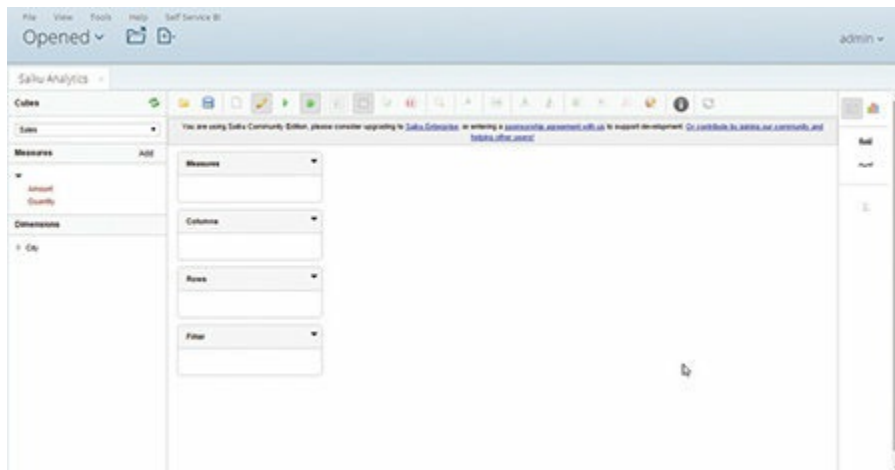 File View Tools Help Self Service BI
Opened
admin
Saiku Analytics
Cubes
Sales
You are using Saiku Community Edition, please consider upgrading to Saiku Enterprise, or entering a sponsorship agreement with us to support development. Or contribute by joining our community and
helping other users!
Measures Add
Amount
Quantity
Dimensions
City
Measures
Columns
Rows
Filter